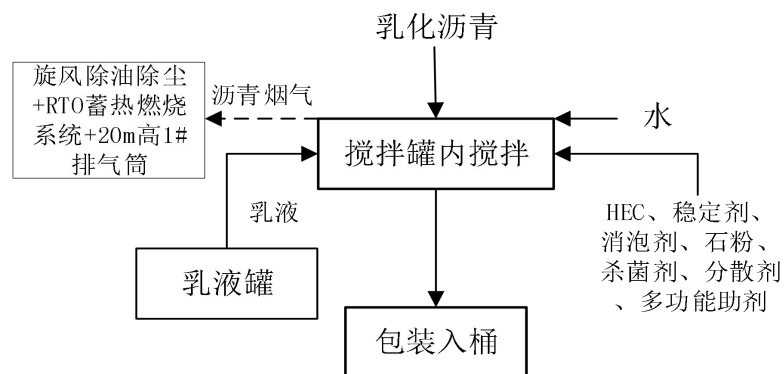 乳化沥青
旋风除油除尘
+RTO蓄热燃烧
系统+20m高1#
排气筒
沥青烟气
水
搅拌罐内搅拌
乳液
HEC、稳定剂、
消泡剂、石粉、
杀菌剂、分散剂
、多功能助剂
乳液罐
包装入桶